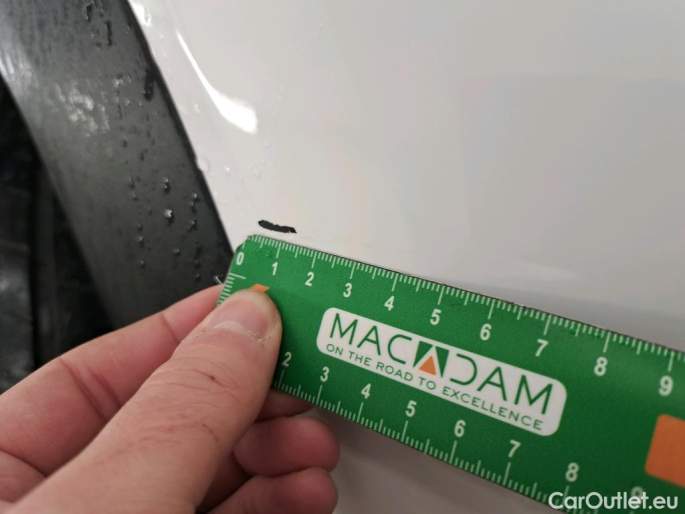 0 1 2 3 4 5 6 7 8 9
MACADAM
ON THE ROAD TO EXCELLENCE
2 3 4 5 6 7 8 9
CarOutlet.eu